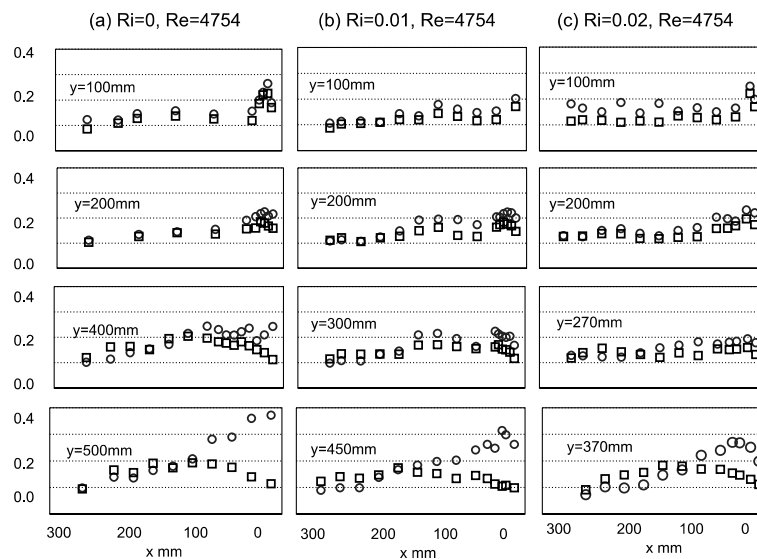 (a) Ri=0, Re=4754 (b) Ri=0.01, Re=4754 (c) Ri=0.02, Re=4754
0.4
y=100mm y=100mm y=100mm
0.2
0.0
0.4
y=200mm y=200mm y=200mm
0.2
0.0
0.4
y=400mm y=300mm y=270mm
0.2
0.0
0.4
y=500mm y=450mm y=370mm
0.2
0.0
300 200 100 0 300 200 100 0 300 200 100 0
x mm x mm x mm